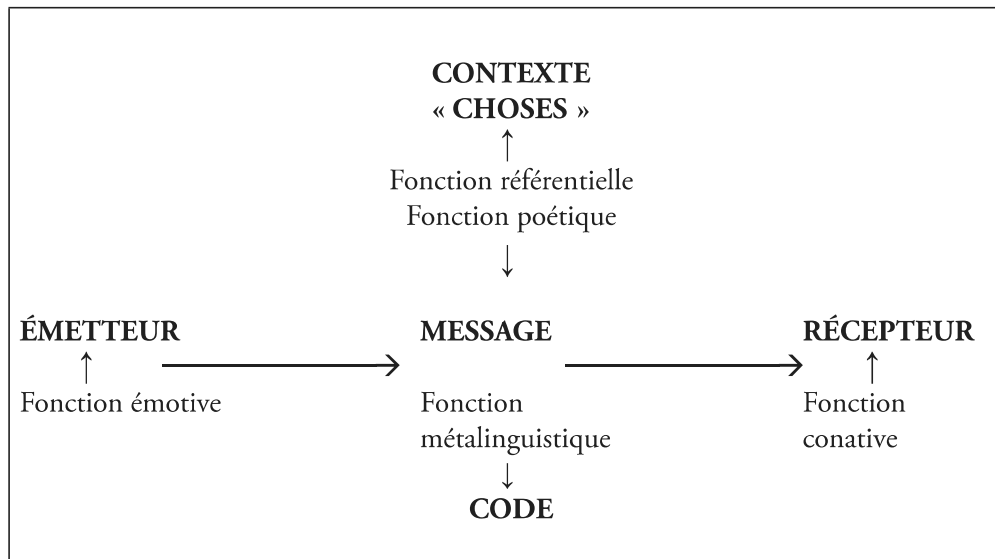 CONTEXTE
« CHOSES »
Fonction référentielle
Fonction poétique
ÉMETTEUR
MESSAGE
RÉCEPTEUR
Fonction émotive
Fonction
métalinguistique
Fonction
conative
CODE